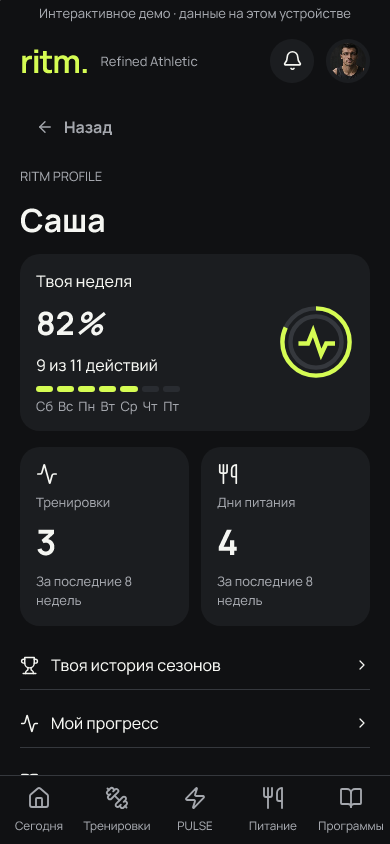 Интерактивное демо · данные на этом устройстве
ritm. Refined Athletic
Назад
RITM PROFILE
Саша
Твоя неделя
82%
9 из 11 действий
Сб Вс Пн Вт Ср Чт Пт
Тренировки
3
За последние 8
недель
Дни питания
4
За последние 8
недель
Твоя история сезонов
Мой прогресс
Сегодня Тренировки PULSE Питание Программы